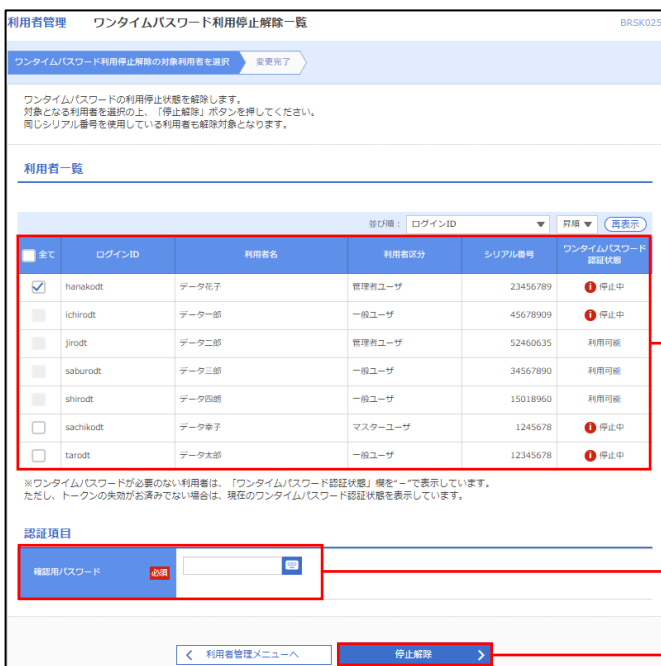 利用者管理 ワンタイムパスワード利用停止解除一覧 BRSK025
ワンタイムパスワード利用停止解除の対象利用者を選択 変更完了
ワンタイムパスワードの利用停止状態を解除します。
対象となる利用者を選択の上、「停止解除」ボタンを押してください。
同じシリアル番号を使用している利用者も解除対象となります。
利用者一覧
並び順： ログインID ▼ 昇順 ▼ 再表示
全て ログインID 利用者名 利用者区分 シリアル番号 ワンタイムパスワード
認証状態
hanakodt データ花子 管理者ユーザ 23456789 停止中
ichirodt データ一郎 一般ユーザ 45678909 停止中
jirodt データ二郎 管理者ユーザ 52460635 利用可能
saburodt データ三郎 一般ユーザ 34567890 利用可能
shirodt データ四朗 一般ユーザ 15018960 利用可能
sachikodt データ幸子 マスターユーザ 1245678 停止中
tarodt データ太郎 一般ユーザ 12345678 停止中
※ワンタイムパスワードが必要のない利用者は、「ワンタイムパスワード認証状態」欄を“－”で表示しています。
ただし、トークンの失効がお済みでない場合は、現在のワンタイムパスワード認証状態を表示しています。
認証項目
確認用パスワード 必須
利用者管理メニューへ 停止解除